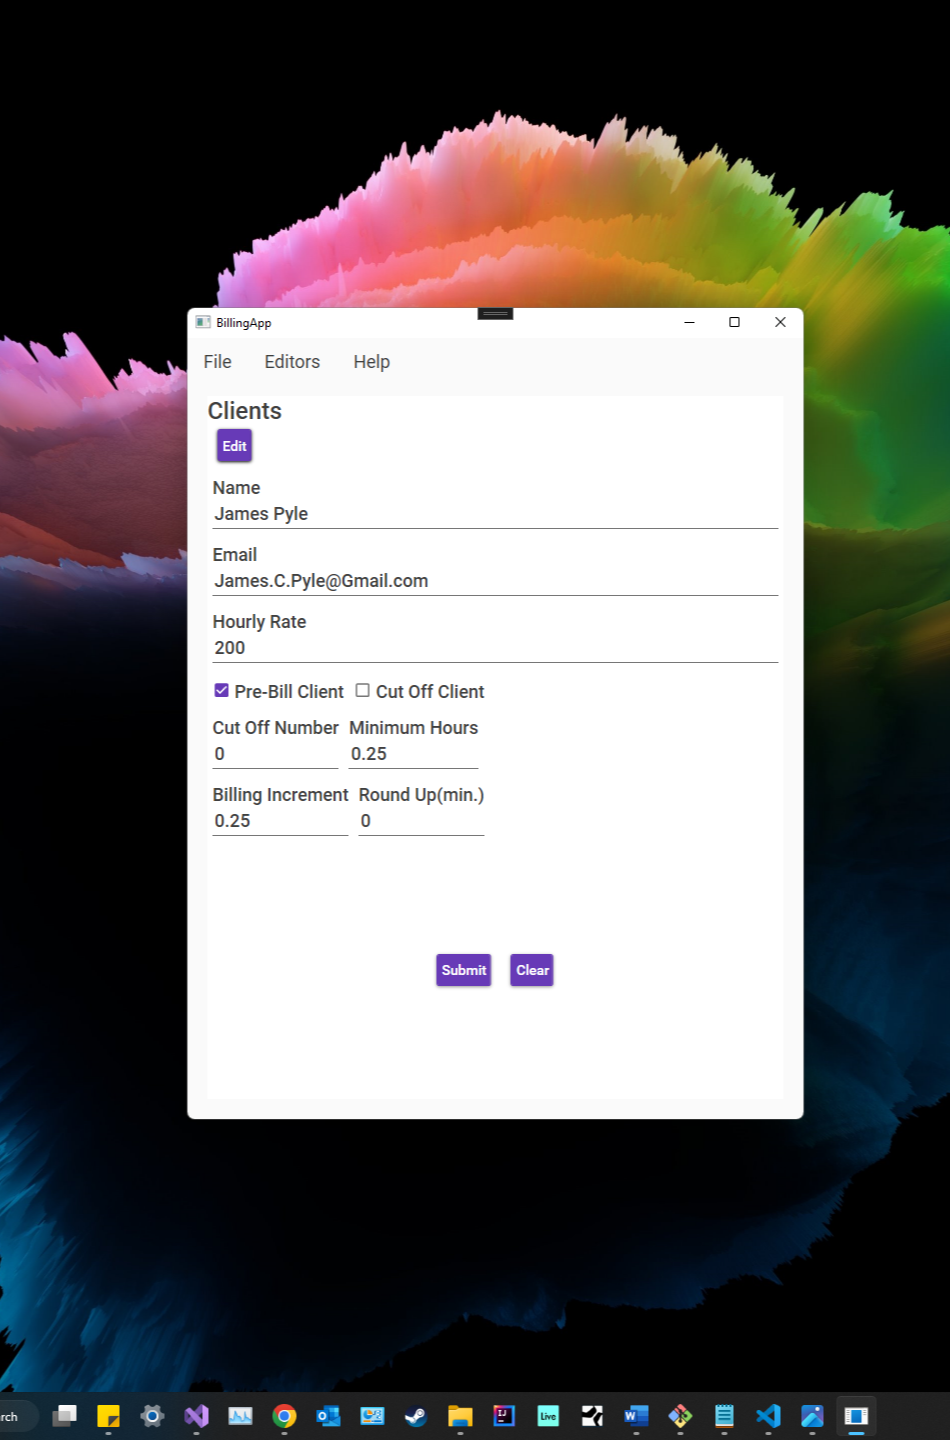 BillingApp
File Editors Help
Clients
Edit
Name
James Pyle
Email
James.C.Pyle@Gmail.com
Hourly Rate
200
Pre-Bill Client Cut Off Client
Cut Off Number Minimum Hours
0 0.25
Billing Increment Round Up(min.)
0.25 0
Submit Clear
rch
Live